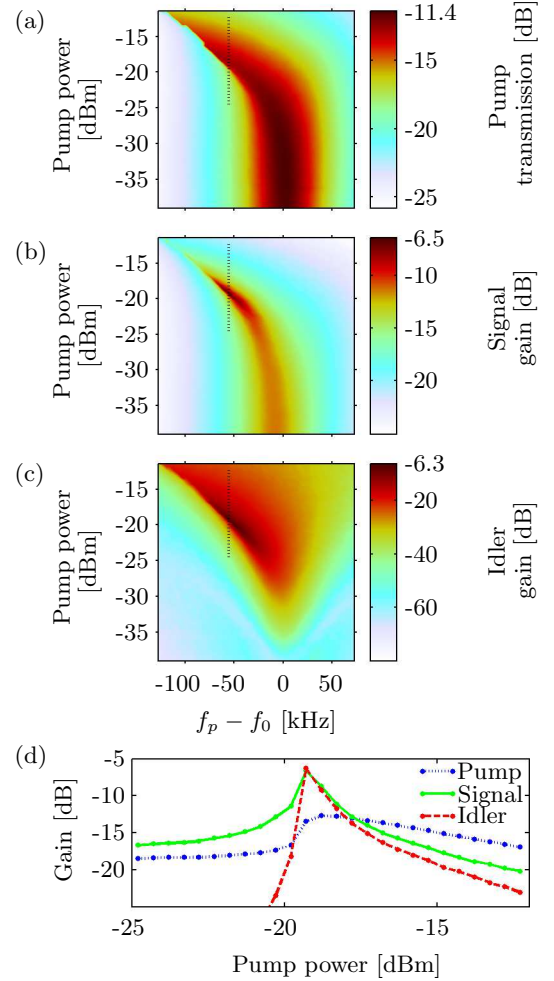 (a)
Pump power
[dBm]
-15
-20
-25
-30
-35
-11.4
-15
-20
-25
Pump
transmission [dB]
(b)
Pump power
[dBm]
-15
-20
-25
-30
-35
-6.5
-10
-15
-20
Signal
gain [dB]
(c)
Pump power
[dBm]
-15
-20
-25
-30
-35
-100 -50 0 50
f_p − f_0 [kHz]
-6.3
-20
-40
-60
Idler
gain [dB]
(d)
Gain [dB]
-5
-10
-15
-20
Pump
Signal
Idler
-25 -20 -15
Pump power [dBm]